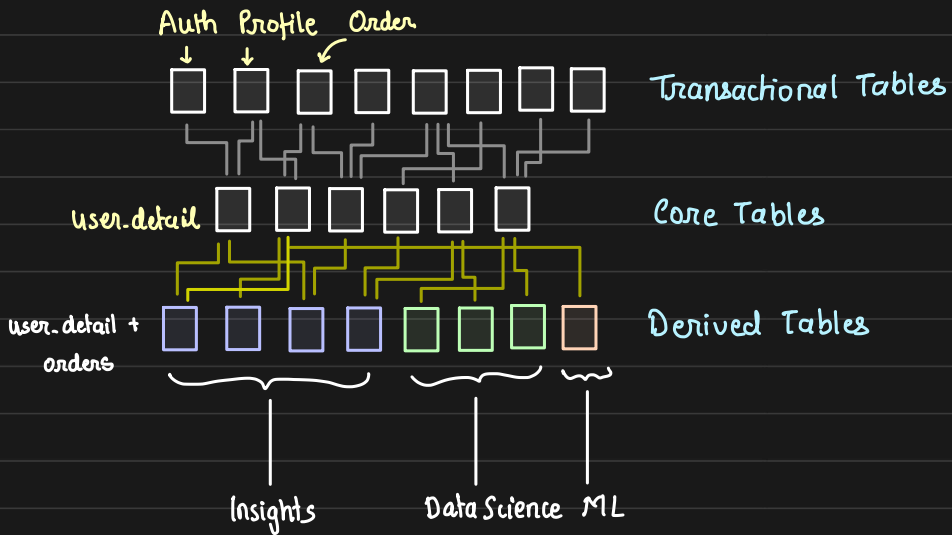 Auth Profile Order
Transactional Tables
user_detail
Core Tables
user_detail +
orders
Derived Tables
Insights
Data Science
ML